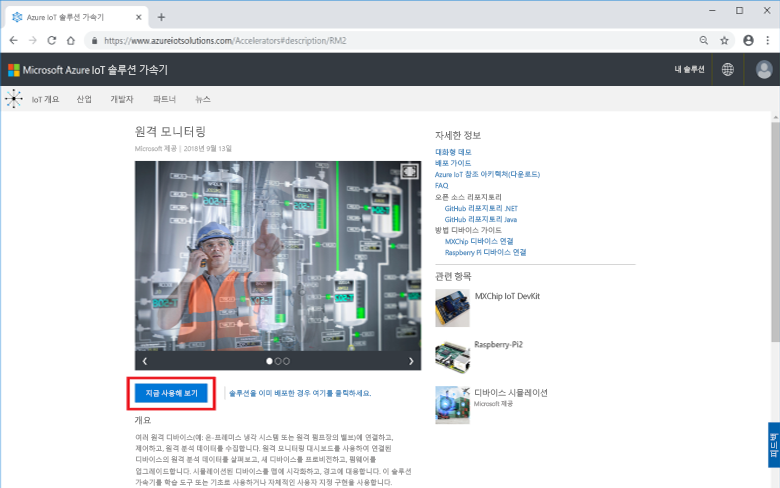 Azure IoT 솔루션 가속기
https://www.azureiotsolutions.com/Accelerators#description/RM2
Microsoft Azure IoT 솔루션 가속기
내 솔루션
IoT 개요 산업 개발자 파트너 뉴스
원격 모니터링
Microsoft 제공 | 2018년 9월 13일
지금 사용해 보기
솔루션을 이미 배포한 경우 여기를 클릭하세요.
개요
여러 원격 디바이스(예: 온-프레미스 냉각 시스템 또는 원격 펌프장의 밸브)에 연결하고,
제어하고, 원격 분석 데이터를 수집합니다. 원격 모니터링 대시보드를 사용하여 연결된
디바이스의 원격 분석 데이터를 살펴보고, 새 디바이스를 프로비전하고, 펌웨어를
업그레이드합니다. 시뮬레이션된 디바이스를 맵에 시각화하고, 경고에 대응합니다. 이 솔루션
가속기를 학습 도구 또는 기초로 사용하거나 자체적인 사용자 지정 구현을 사용합니다.
자세한 정보
대화형 데모
배포 가이드
Azure IoT 참조 아키텍처(다운로드)
FAQ
오픈 소스 리포지토리
GitHub 리포지토리 .NET
GitHub 리포지토리 Java
방법 디바이스 가이드
MXChip 디바이스 연결
Raspberry Pi 디바이스 연결
관련 항목
MXChip IoT DevKit
Raspberry-Pi2
디바이스 시뮬레이션
Microsoft 제공
피드백